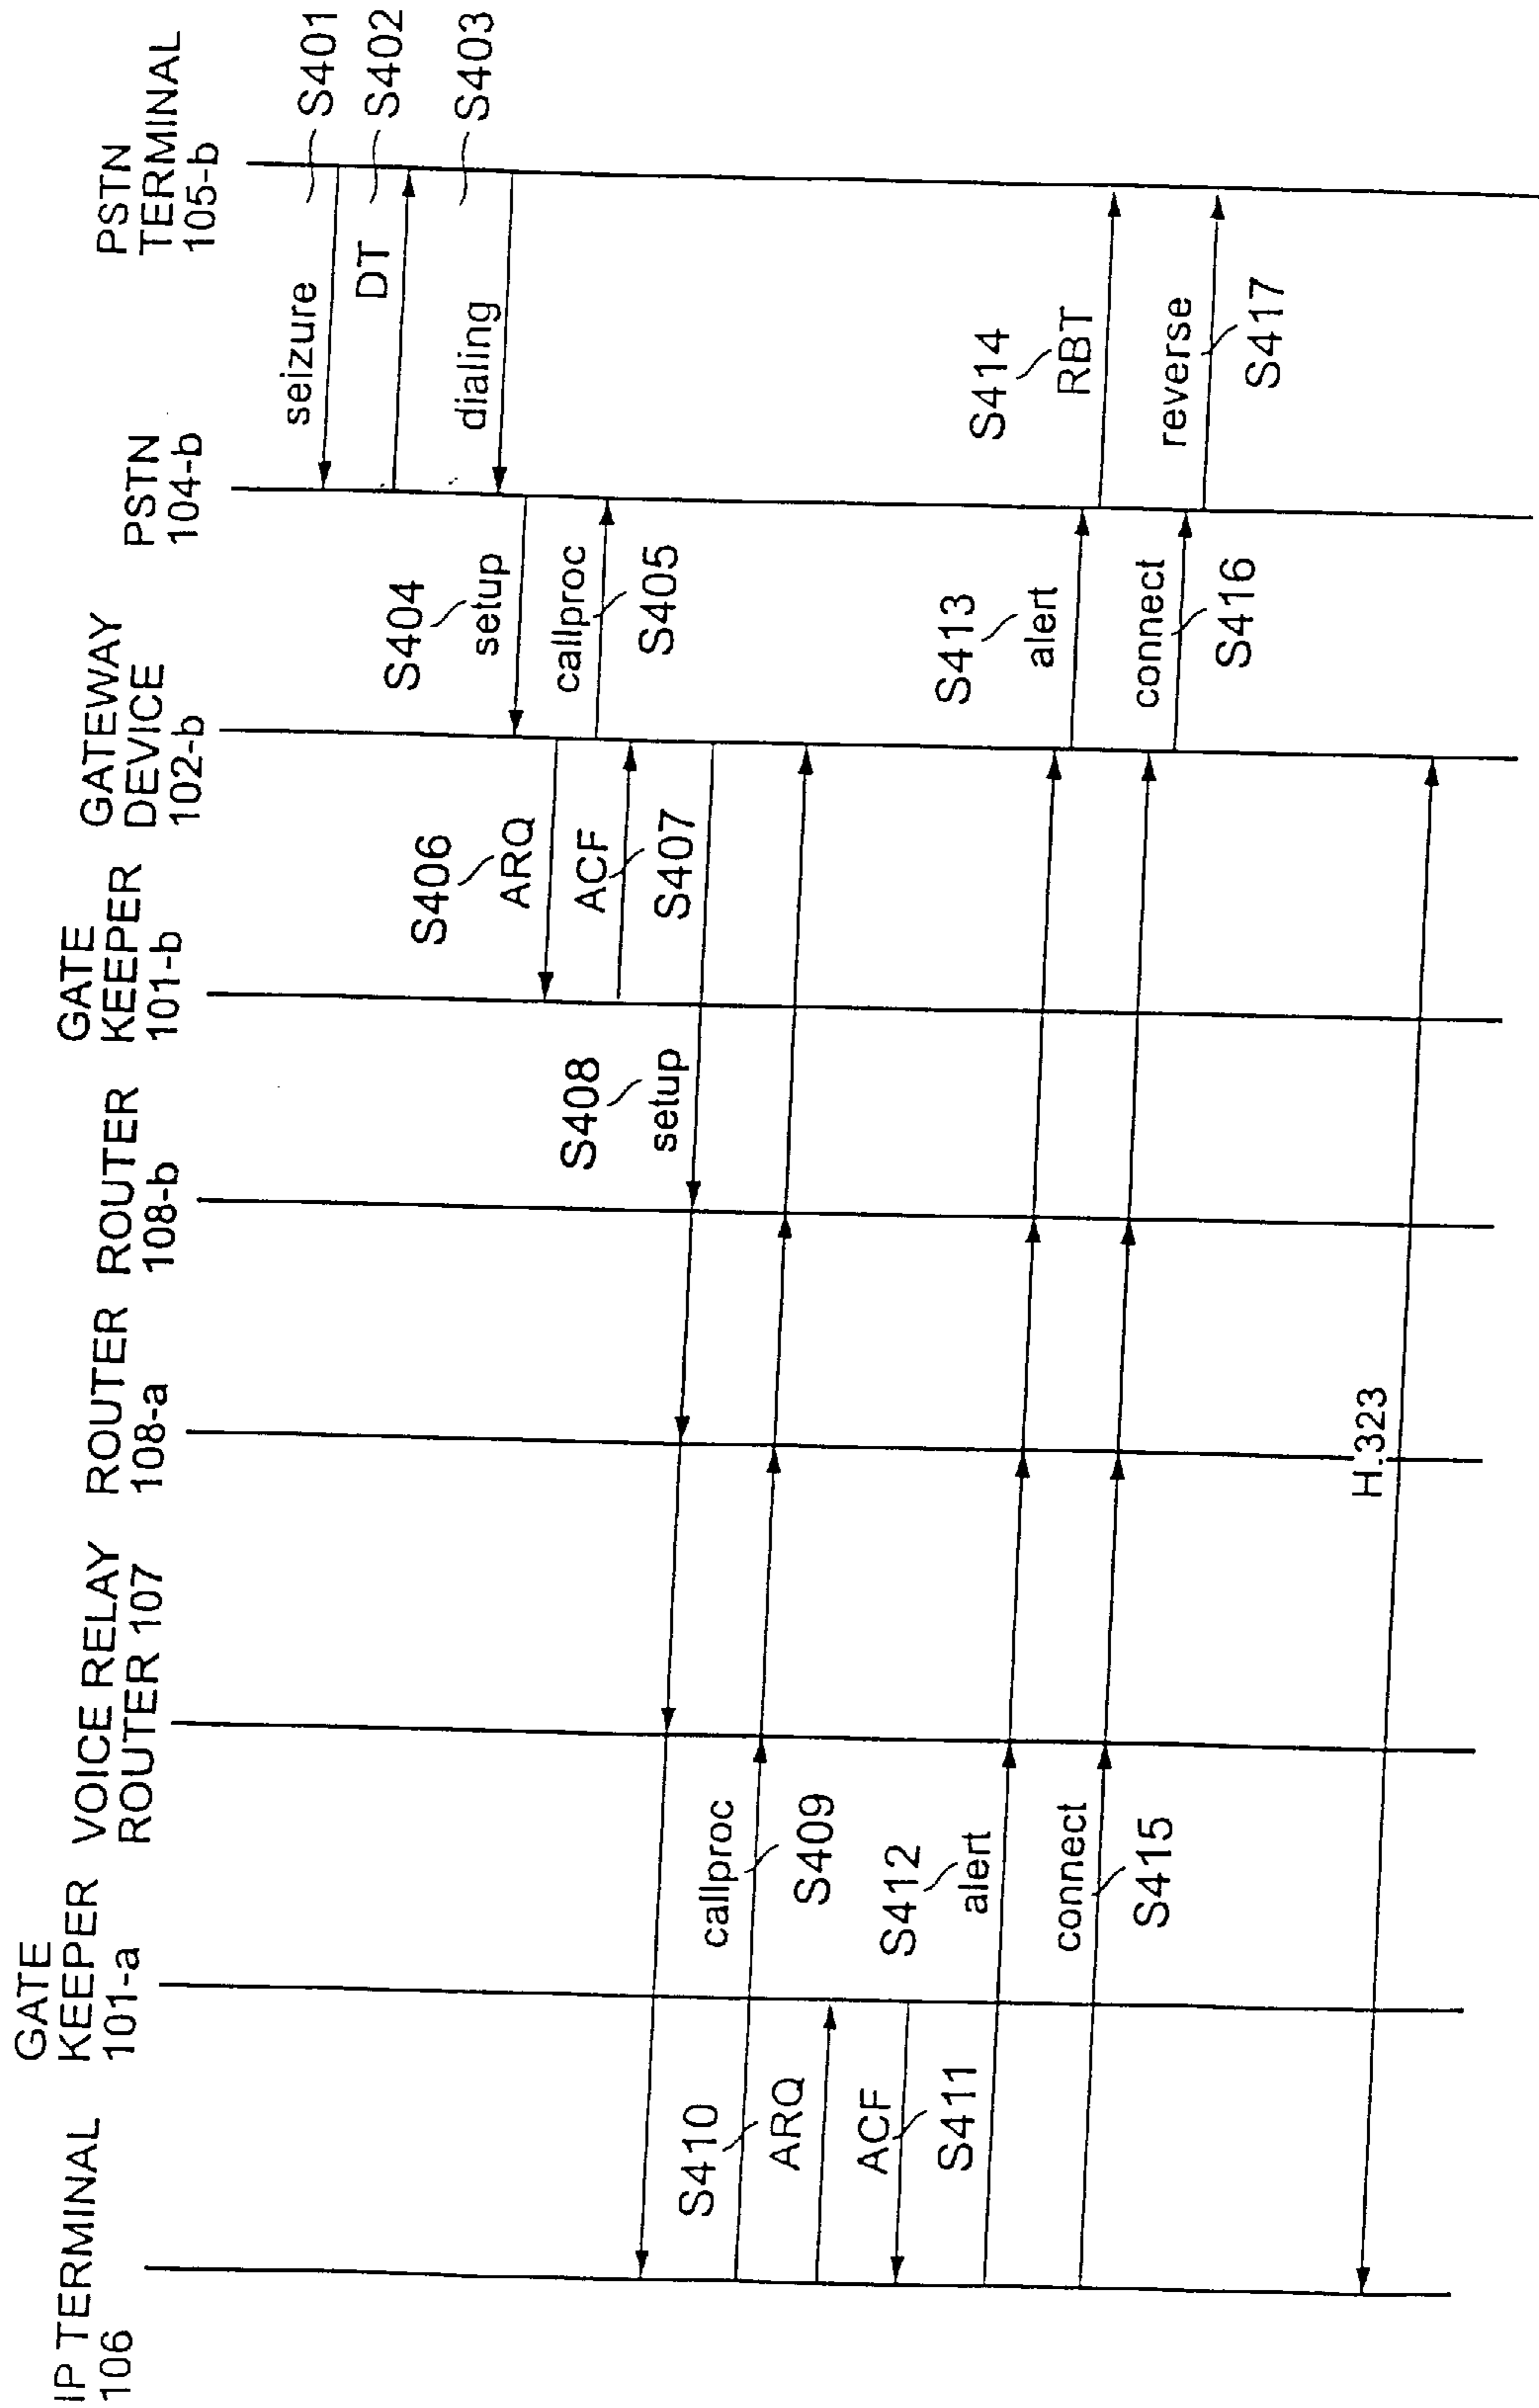 IP TERMINAL
106
GATE
KEEPER
101-a
VOICE RELAY
ROUTER 107
ROUTER
108-a
ROUTER
108-b
GATE
KEEPER
101-b
GATEWAY
DEVICE
102-b
PSTN
104-b
PSTN
TERMINAL
105-b
seizure
S401
DT
S402
dialing
S403
S404
setup
callproc
S405
S406
ARQ
ACF
S407
S408
setup
callproc
S409
S410
ARQ
ACF
S411
S412
alert
S413
alert
S414
RBT
connect
S415
connect
S416
reverse
S417
H.323